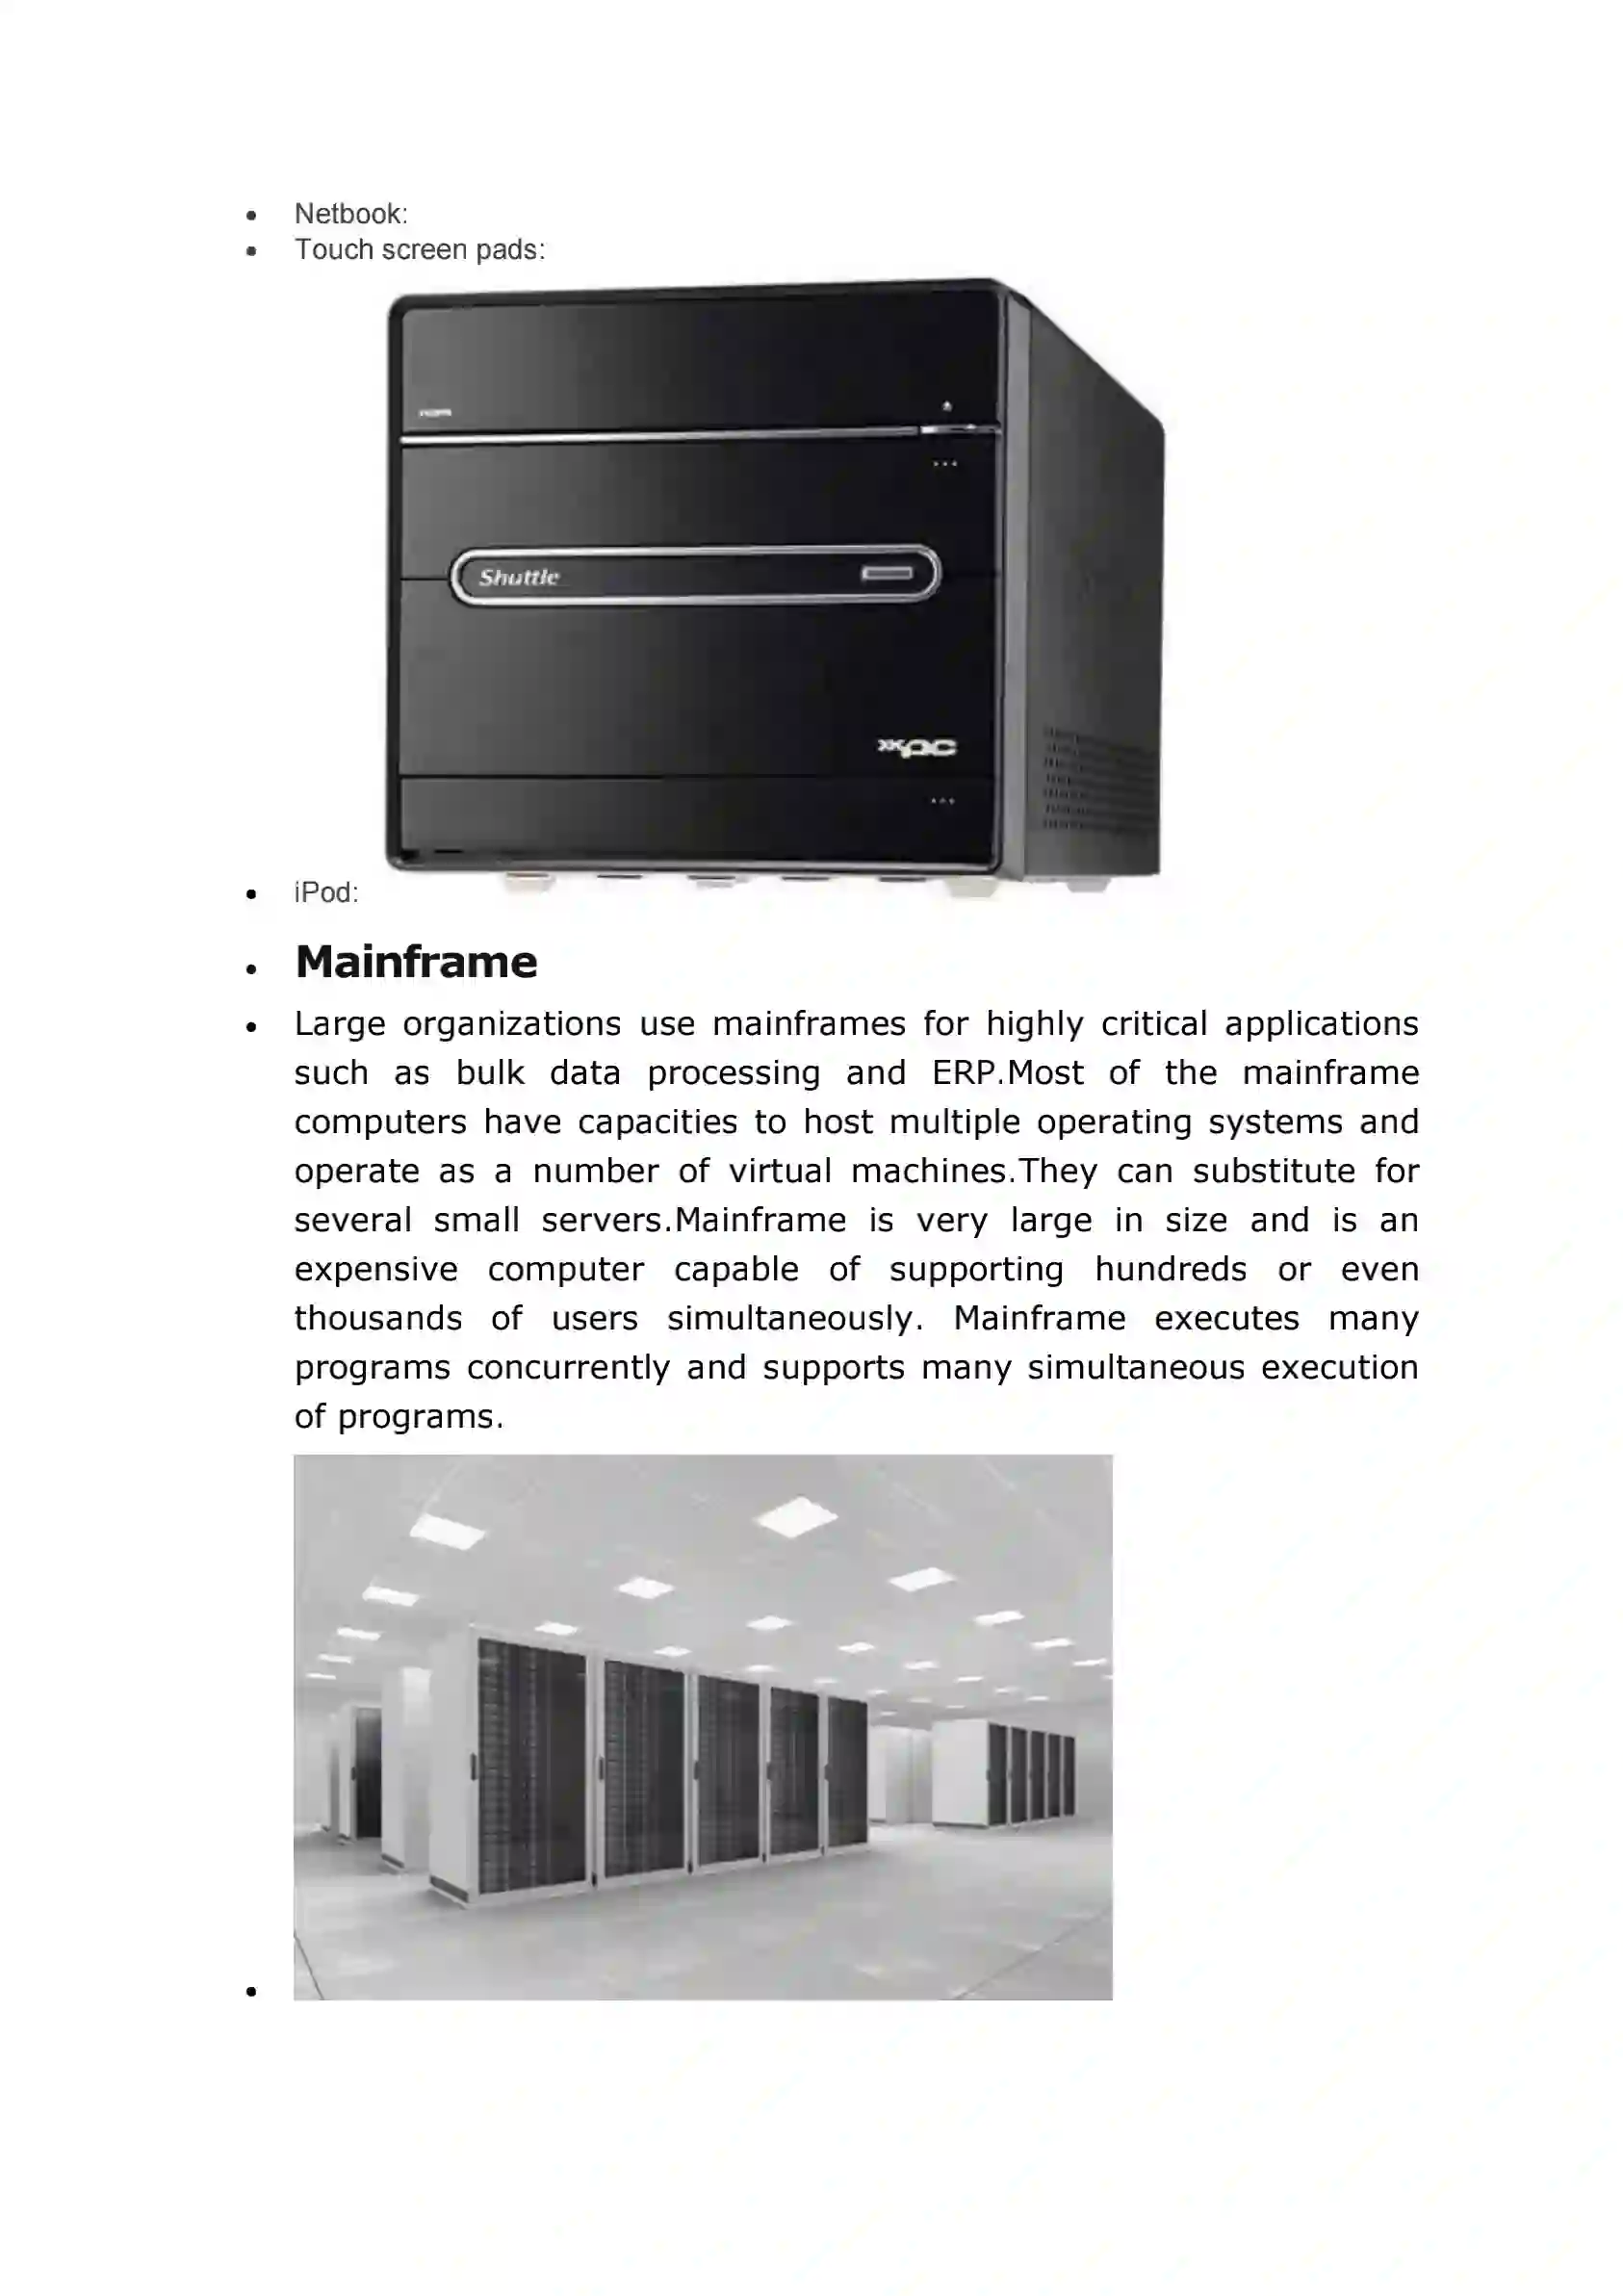 • Netbook:
• Touch screen pads:
Shuttle
• iPod:
• Mainframe
• Large organizations use mainframes for highly critical applications
such as bulk data processing and ERP.Most of the mainframe
computers have capacities to host multiple operating systems and
operate as a number of virtual machines.They can substitute for
several small servers.Mainframe is very large in size and is an
expensive computer capable of supporting hundreds or even
thousands of users simultaneously. Mainframe executes many
programs concurrently and supports many simultaneous execution
of programs.
•